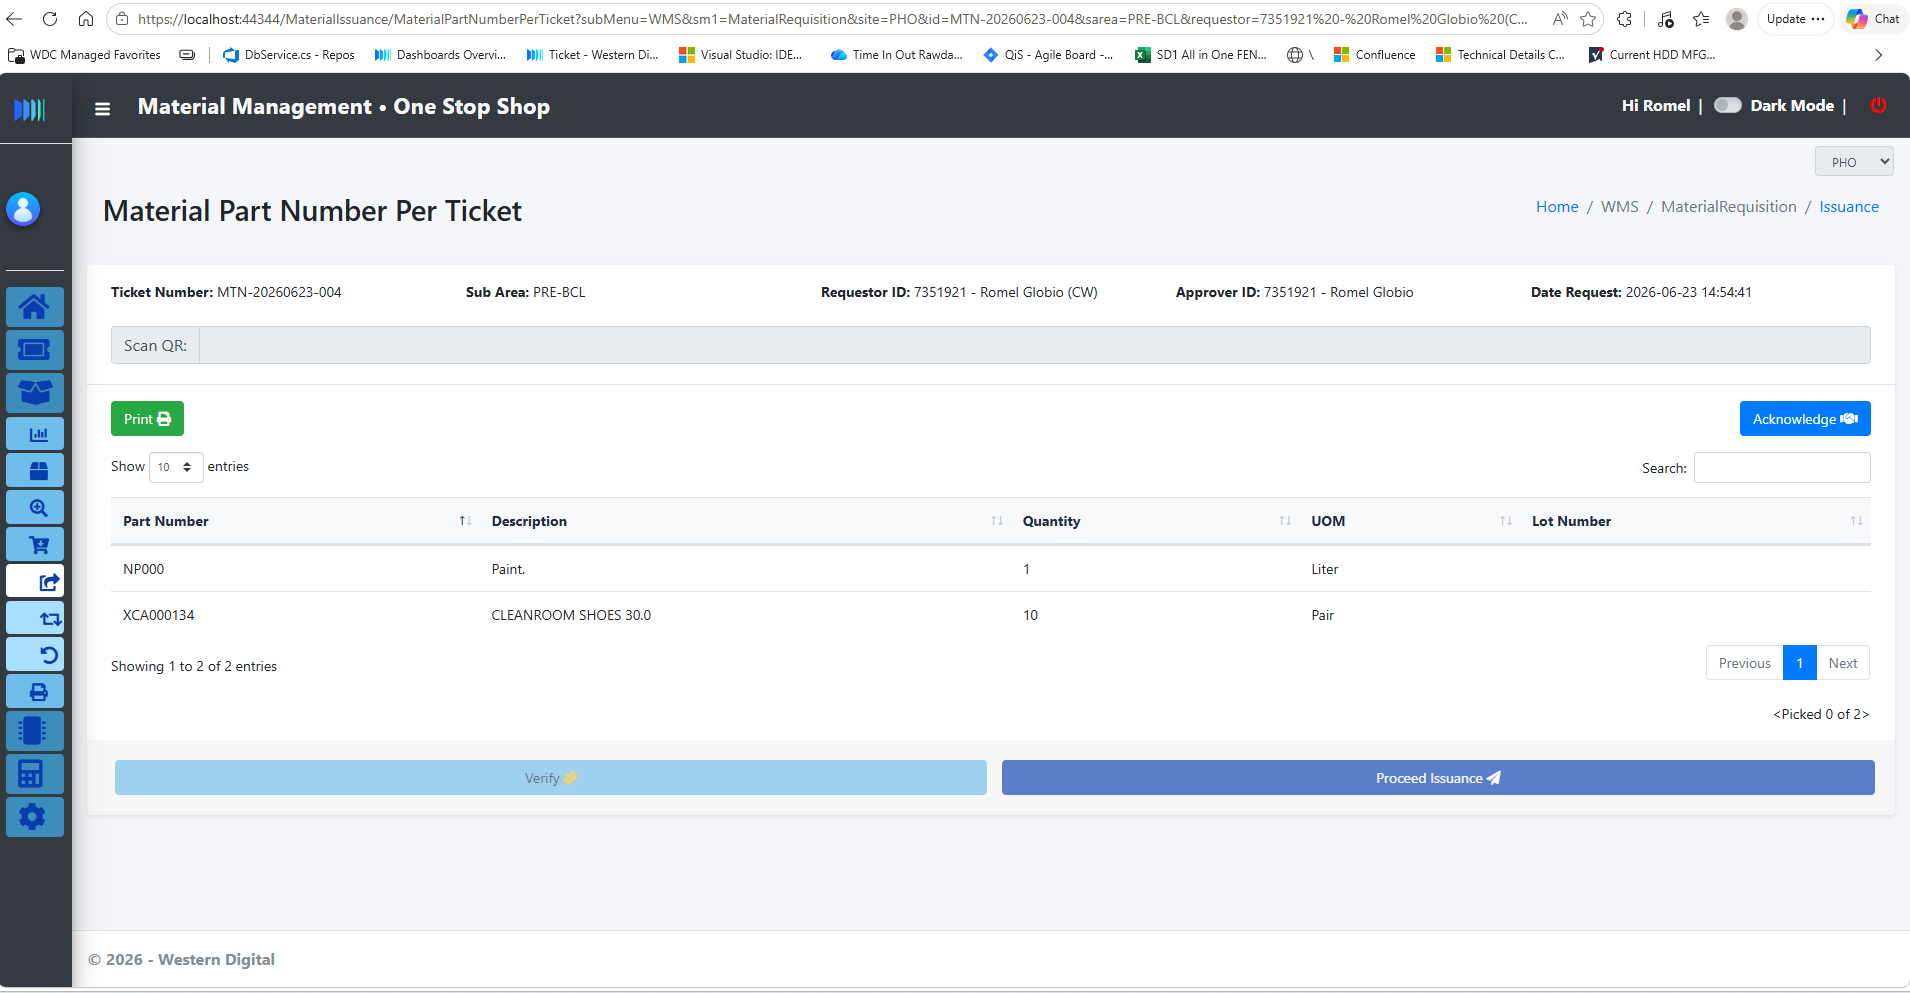 https://localhost:44344/MaterialIssuance/MaterialPartNumberPerTicket?subMenu=WMS&sm1=MaterialRequisition&site=PHO&id=MTN-20260623-004&sarea=PRE-BCL&requestor=7351921%20-%20Romel%20Globio%20(C...
Update
Chat
WDC Managed Favorites
DbService.cs - Repos
Dashboards Overvi...
Ticket - Western Di...
Visual Studio: IDE...
Time In Out Rawda...
QiS - Agile Board -...
SD1 All in One FEN...
\
Confluence
Technical Details C...
Current HDD MFG...
Material Management • One Stop Shop
Hi Romel |
Dark Mode |
PHO
Material Part Number Per Ticket
Home / WMS / MaterialRequisition / Issuance
Ticket Number: MTN-20260623-004
Sub Area: PRE-BCL
Requestor ID: 7351921 - Romel Globio (CW)
Approver ID: 7351921 - Romel Globio
Date Request: 2026-06-23 14:54:41
Scan QR:
Print
Acknowledge
Show 10 entries
Search:
Part Number Description Quantity UOM Lot Number
NP000 Paint. 1 Liter
XCA000134 CLEANROOM SHOES 30.0 10 Pair
Showing 1 to 2 of 2 entries
Previous 1 Next
<Picked 0 of 2>
Verify
Proceed Issuance
© 2026 - Western Digital